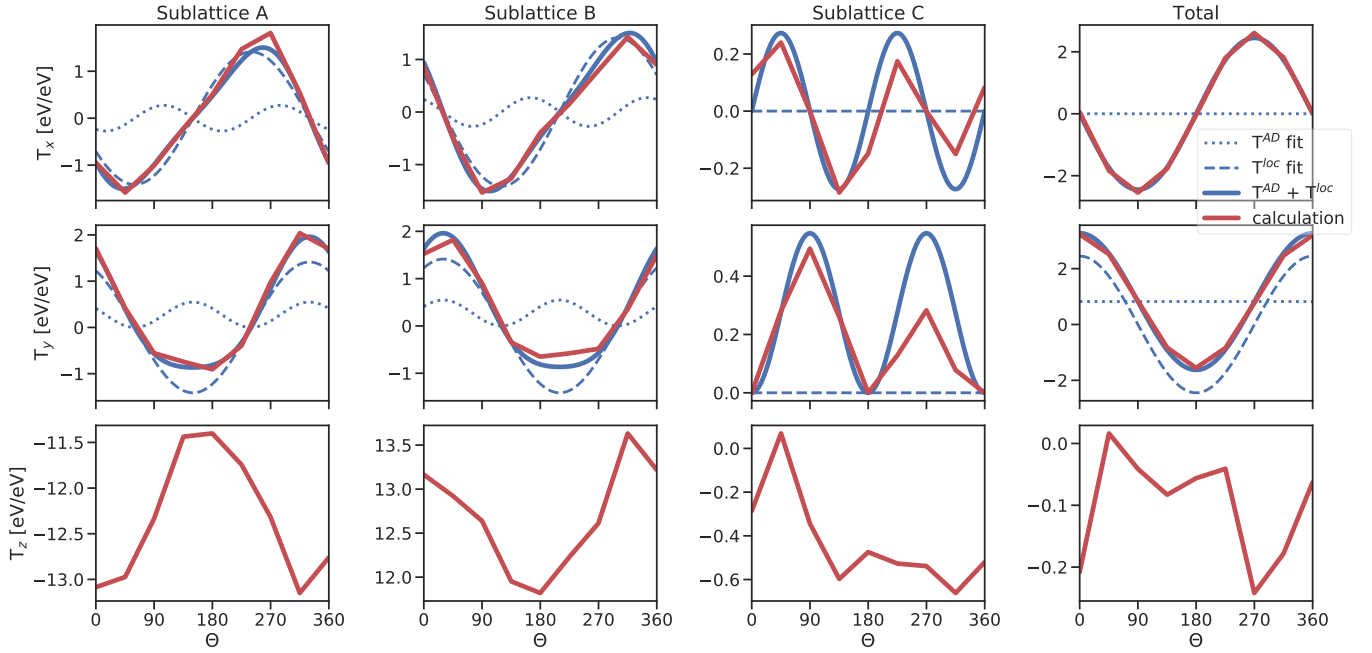 Sublattice A
Sublattice B
Sublattice C
Total
T_x [eV/eV]
1
0
−1
1
0
−1
0.2
0.0
−0.2
2
0
−2
T^AD fit
T^loc fit
T^AD + T^loc
calculation
T_y [eV/eV]
2
1
0
−1
2
1
0
−1
0.4
0.2
0.0
2
0
−2
T_z [eV/eV]
−11.5
−12.0
−12.5
−13.0
13.5
13.0
12.5
12.0
0.0
−0.2
−0.4
−0.6
0.0
−0.1
−0.2
0 90 180 270 360
0 90 180 270 360
0 90 180 270 360
0 90 180 270 360
Θ
Θ
Θ
Θ